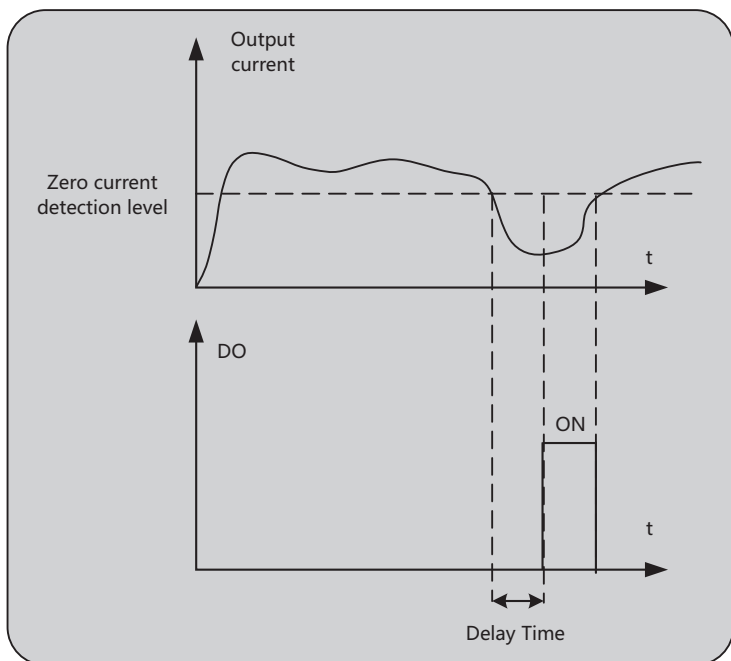 Output
current
Zero current
detection level
t
DO
ON
t
Delay Time